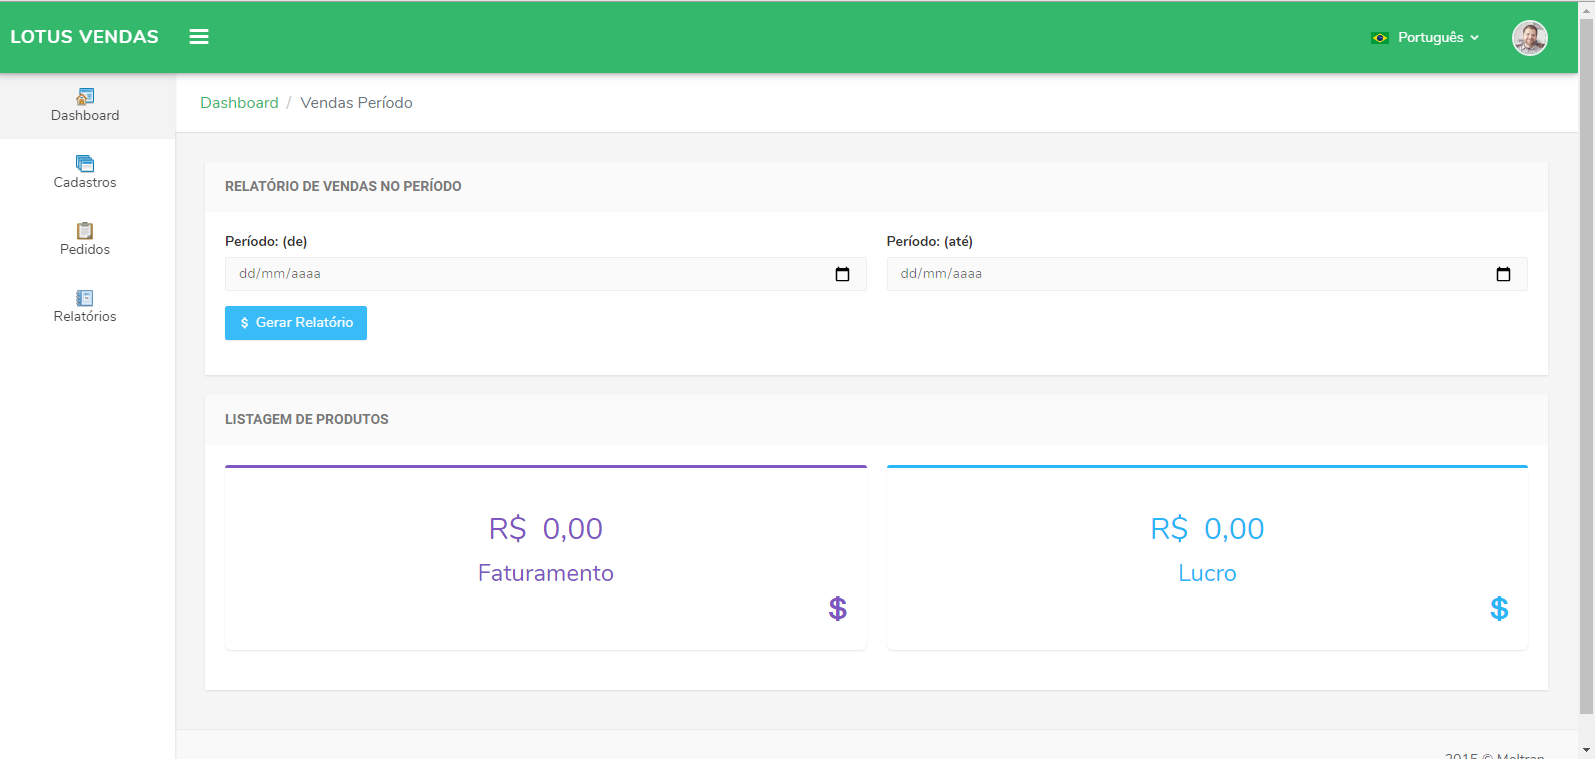 LOTUS VENDAS
Português
Dashboard
Cadastros
Pedidos
Relatórios
Dashboard / Vendas Período
RELATÓRIO DE VENDAS NO PERÍODO
Período: (de)
dd/mm/aaaa
Período: (até)
dd/mm/aaaa
$ Gerar Relatório
LISTAGEM DE PRODUTOS
R$ 0,00
Faturamento
$
R$ 0,00
Lucro
$
2015 ©